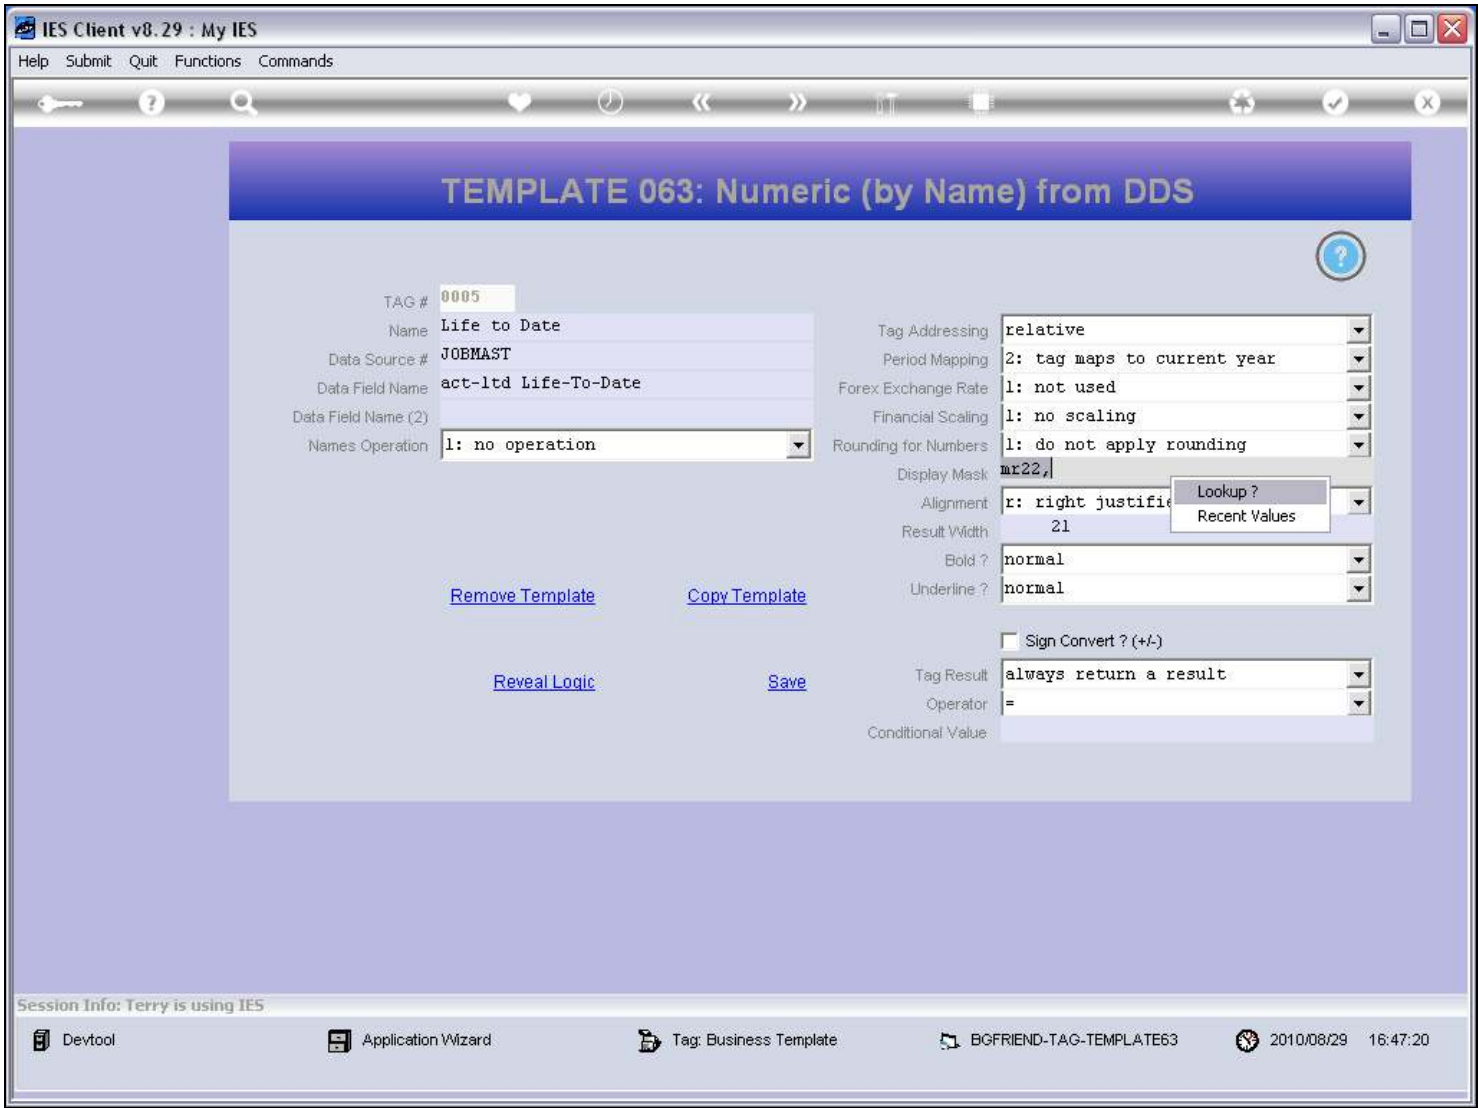 IES Client v8.29 : My IES
Help Submit Quit Functions Commands
TEMPLATE 063: Numeric (by Name) from DDS
TAG # 0005
Name Life to Date
Data Source # JOBMAST
Data Field Name act-ltd Life-To-Date
Data Field Name (2)
Names Operation 1: no operation
Remove Template Copy Template
Reveal Logic Save
Tag Addressing relative
Period Mapping 2: tag maps to current year
Forex Exchange Rate 1: not used
Financial Scaling 1: no scaling
Rounding for Numbers 1: do not apply rounding
Display Mask mr22,
Lookup ?
Recent Values
Alignment r: right justifie
Result Width 21
Bold ? normal
Underline ? normal
Sign Convert ? (+/-)
Tag Result always return a result
Operator =
Conditional Value
Session Info: Terry is using IES
Devtool Application Wizard Tag: Business Template BGFRIEND-TAG-TEMPLATE63 2010/08/29 16:47:20